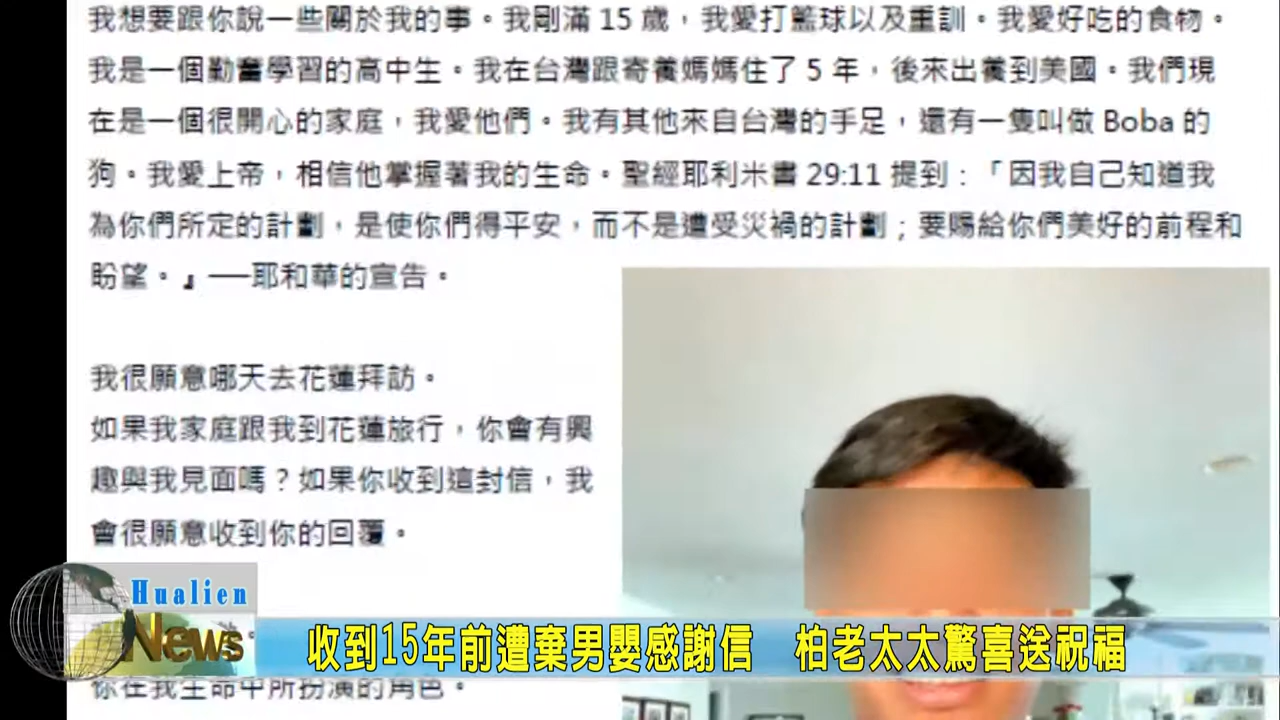 我想要跟你說一些關於我的事。我剛滿 15 歲，我愛打籃球以及重訓。我愛好吃的食物。
我是一個勤奮學習的高中生。我在台灣跟寄養媽媽住了 5 年，後來出養到美國。我們現
在是一個很開心的家庭，我愛他們。我有其他來自台灣的手足，還有一隻叫做 Boba 的
狗。我愛上帝，相信他掌握著我的生命。聖經耶利米書 29:11 提到：「因我自己知道我
為你們所定的計劃，是使你們得平安，而不是遭受災禍的計劃；要賜給你們美好的前程和
盼望。』──耶和華的宣告。
我很願意哪天去花蓮拜訪。
如果我家庭跟我到花蓮旅行，你會有興
趣與我見面嗎？如果你收到這封信，我
會很願意收到你的回覆。
Hualien
News
收到15年前遭棄男嬰感謝信 柏老太太驚喜送祝福
你在我生命中所扮演的角色。